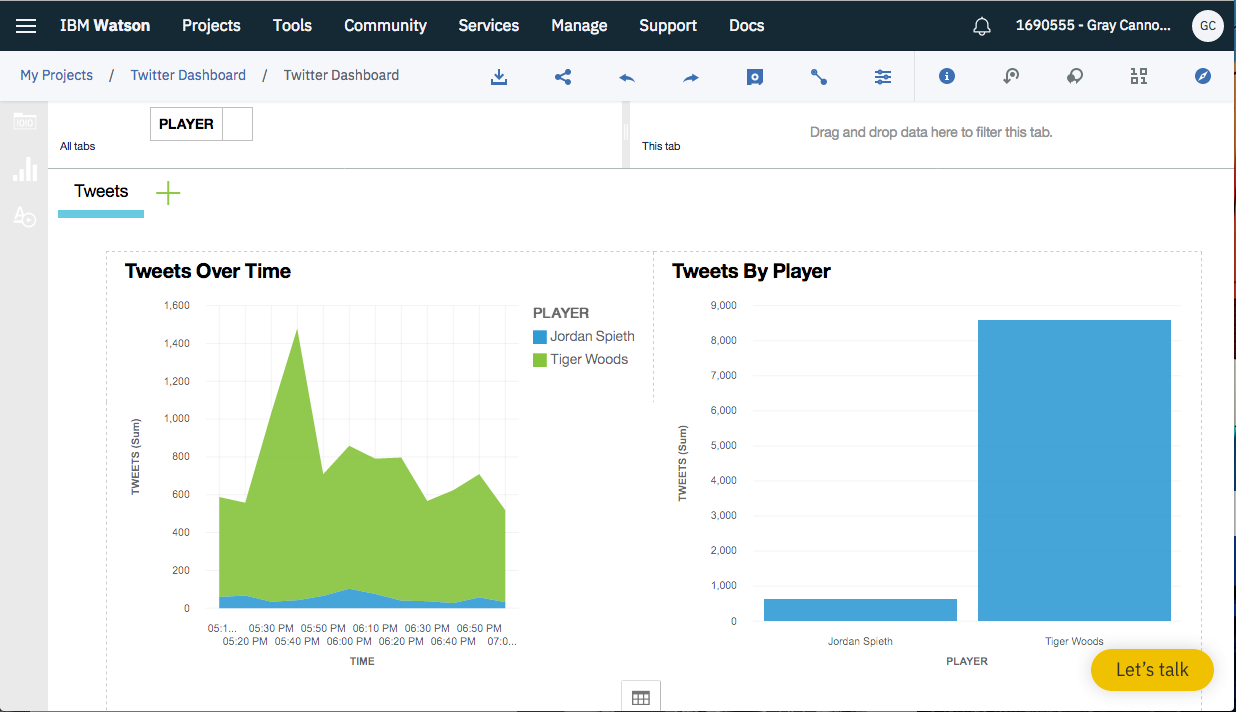 IBM Watson Projects Tools Community Services Manage Support Docs 1690555 - Gray Canno... GC
My Projects / Twitter Dashboard / Twitter Dashboard
All tabs
PLAYER
This tab
Drag and drop data here to filter this tab.
Tweets
Tweets Over Time
TWEETS (Sum)
1,600
1,400
1,200
1,000
800
600
400
200
0
05:1... 05:30 PM 05:50 PM 06:10 PM 06:30 PM 06:50 PM
05:20 PM 05:40 PM 06:00 PM 06:20 PM 06:40 PM 07:0...
TIME
PLAYER
Jordan Spieth
Tiger Woods
Tweets By Player
TWEETS (Sum)
9,000
8,000
7,000
6,000
5,000
4,000
3,000
2,000
1,000
0
Jordan Spieth Tiger Woods
PLAYER
Let's talk